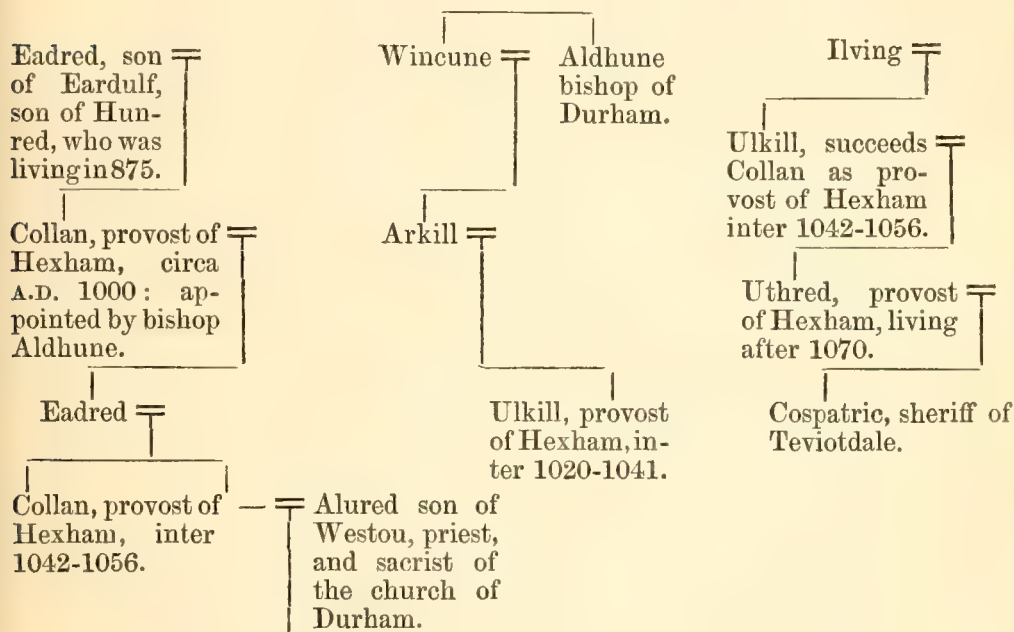 Eadred, son
of Eardulf,
son of Hun-
red, who was
living in 875.
Wincune
Aldhune
bishop of
Durham.
Ilving
Ulkill, succeeds
Collan as pro-
vost of Hexham
inter 1042-1056.
Collan, provost of
Hexham, circa
A.D. 1000: ap-
pointed by bishop
Aldhune.
Arkill
Uthred, provost
of Hexham, living
after 1070.
Eadred
Ulkill, provost
of Hexham, in-
ter 1020-1041.
Cospatric, sheriff of
Teviotdale.
Collan, provost of
Hexham, inter
1042-1056.
Alured son of
Westou, priest,
and sacrist of
the church of
Durham.